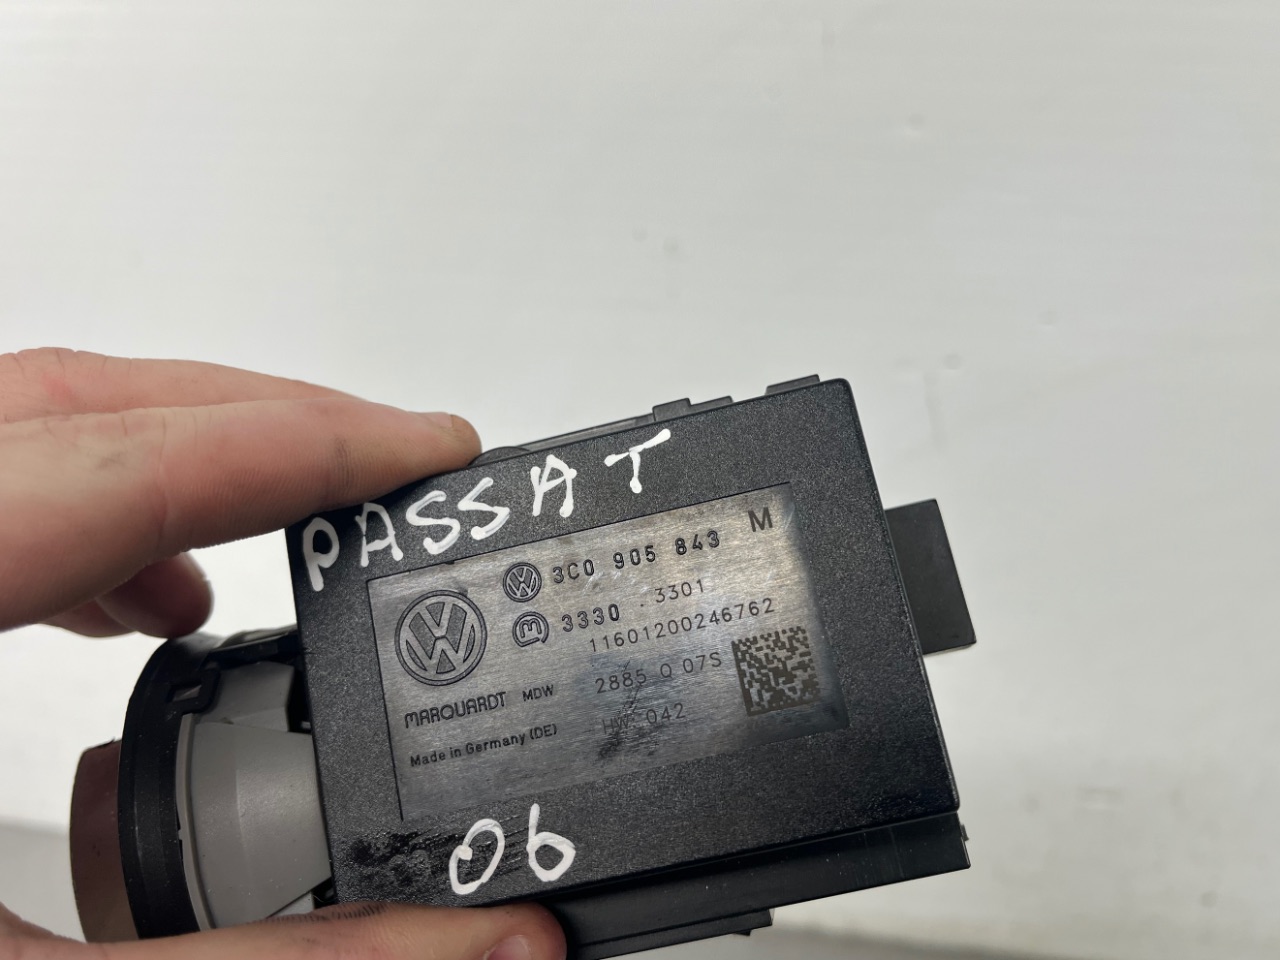 PASSAT
3C0 905 843 M
3330 . 3301
11601200246762
MARQUARDT MDW 2885 Q 07S
Made in Germany (DE) HW: 042
06